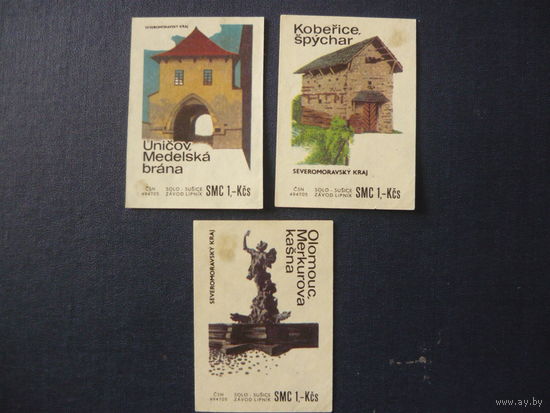 SEVEROMORAVSKÝ KRAJ
Uničov,
Medelská
brána
ČSN
494705
SOLO - SUŠICE
ZÁVOD LIPNÍK
SMC 1,-Kčs
Kobeřice,
špýchar
SEVEROMORAVSKÝ KRAJ
ČSN
494705
SOLO - SUŠICE
ZÁVOD LIPNÍK
SMC 1,-Kčs
SEVEROMORAVSKÝ KRAJ
Olomouc,
Merkurova
kašna
ČSN
494705
SOLO - SUŠICE
ZÁVOD LIPNÍK
SMC 1,-Kčs
www.ay.by